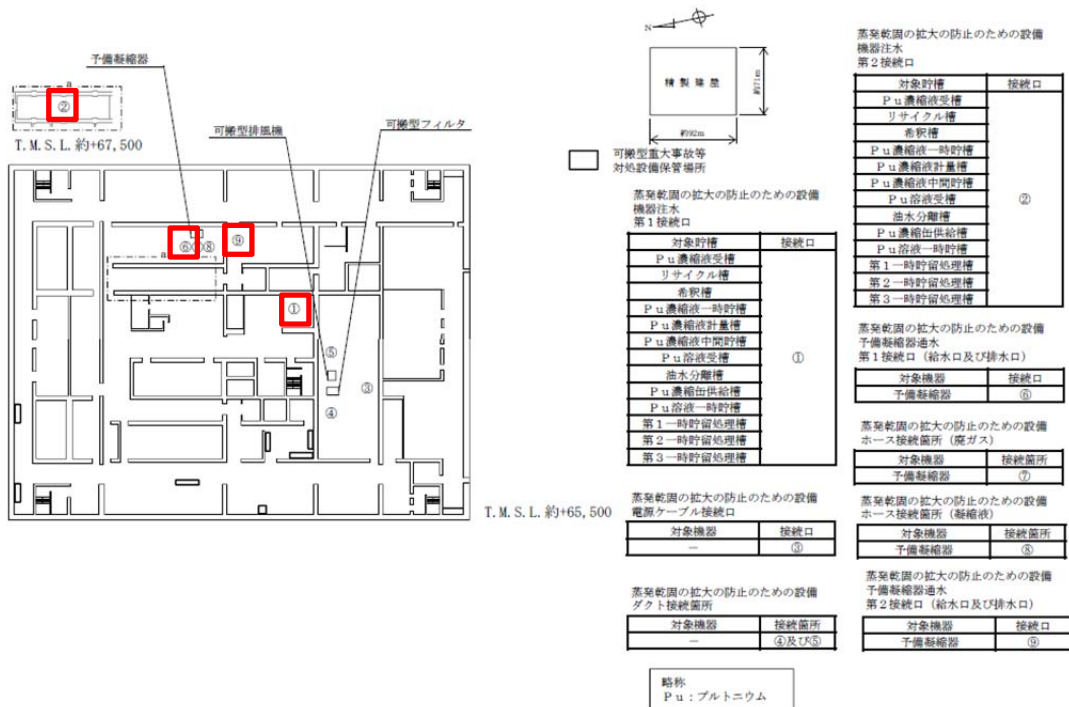 予備凝縮器
a
②
T. M. S. L. 約+67,500
可搬型排風機
可搬型フィルタ
⑥⑦⑧
⑨
a
①
⑤
③
④
T. M. S. L. 約+65,500
N
精製建屋
約71m
約92m
可搬型重大事故等
対処設備保管場所
蒸発乾固の拡大の防止のための設備
機器注水
第1接続口
対象貯槽 接続口
Pu濃縮液受槽
リサイクル槽
希釈槽
Pu濃縮液一時貯槽
Pu濃縮液計量槽
Pu濃縮液中間貯槽
Pu溶液受槽 ①
油水分離槽
Pu濃縮缶供給槽
Pu溶液一時貯槽
第1一時貯留処理槽
第2一時貯留処理槽
第3一時貯留処理槽
蒸発乾固の拡大の防止のための設備
電源ケーブル接続口
対象機器 接続口
－ ③
蒸発乾固の拡大の防止のための設備
ダクト接続箇所
対象機器 接続箇所
－ ④及び⑤
略称
Pu：プルトニウム
蒸発乾固の拡大の防止のための設備
機器注水
第2接続口
対象貯槽 接続口
Pu濃縮液受槽
リサイクル槽
希釈槽
Pu濃縮液一時貯槽
Pu濃縮液計量槽
Pu濃縮液中間貯槽
Pu溶液受槽 ②
油水分離槽
Pu濃縮缶供給槽
Pu溶液一時貯槽
第1一時貯留処理槽
第2一時貯留処理槽
第3一時貯留処理槽
蒸発乾固の拡大の防止のための設備
予備凝縮器通水
第1接続口（給水口及び排水口）
対象機器 接続口
予備凝縮器 ⑥
蒸発乾固の拡大の防止のための設備
ホース接続箇所（廃ガス）
対象機器 接続箇所
予備凝縮器 ⑦
蒸発乾固の拡大の防止のための設備
ホース接続箇所（凝縮液）
対象機器 接続箇所
予備凝縮器 ⑧
蒸発乾固の拡大の防止のための設備
予備凝縮器通水
第2接続口（給水口及び排水口）
対象機器 接続口
予備凝縮器 ⑨